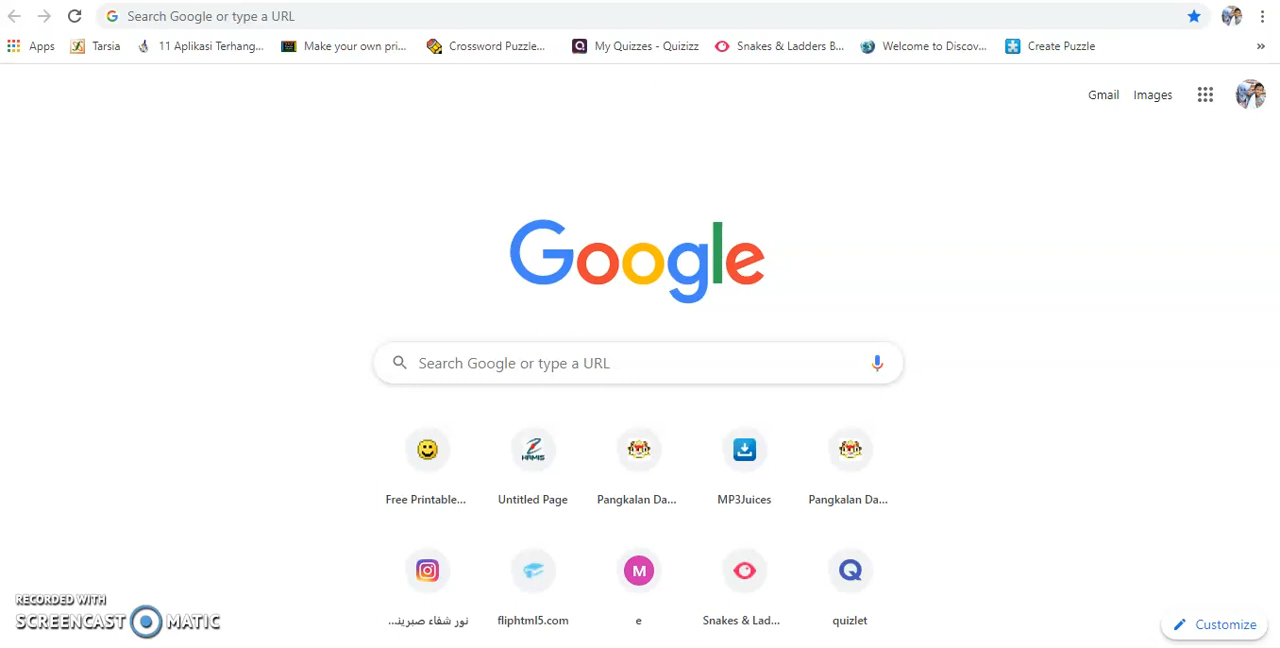 Search Google or type a URL
Apps Tarsia 11 Aplikasi Terhang... Make your own pri... Crossword Puzzle... My Quizzes - Quizizz Snakes & Ladders B... Welcome to Discov... Create Puzzle »
Gmail Images
Google
Search Google or type a URL
HRMIS
Free Printable... Untitled Page Pangkalan Da... MP3Juices Pangkalan Da...
M
نور شفاء صبرينـ... fliphtml5.com e Snakes & Lad... quizlet
RECORDED WITH
SCREENCAST MATIC
Customize